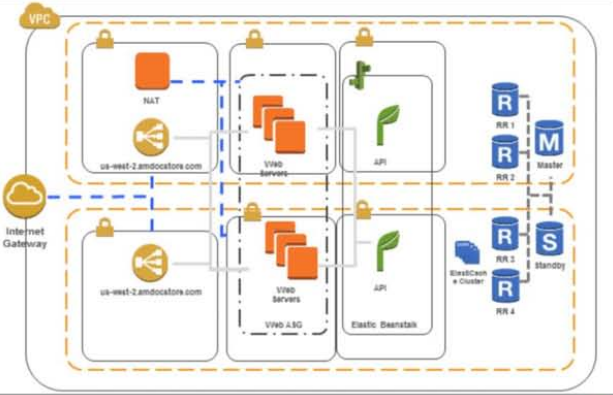 VPC
NAT
us-west-2.amdocstore.com
Web
Servers
API
R
RR 1
R
RR 2
M
Master
Internet
Gateway
us-west-2.amdocstore.com
Web
Servers
API
Web ASG
Elastic Beanstalk
ElastiCach
e Cluster
R
RR 3
R
RR 4
S
Standby